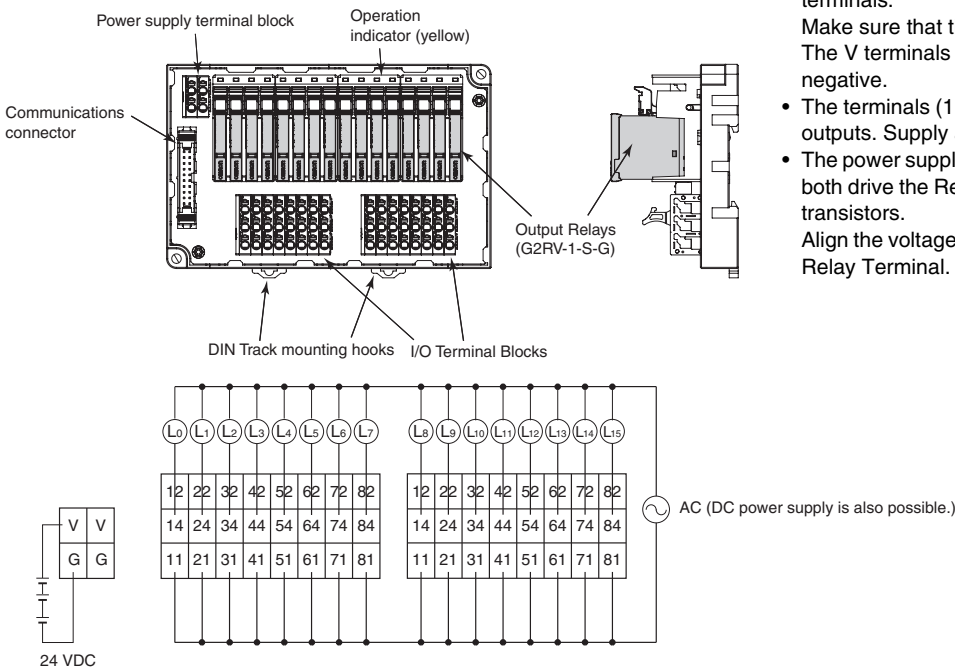 Power supply terminal block
Operation
indicator (yellow)
Communications
connector
Output Relays
(G2RV-1-S-G)
DIN Track mounting hooks
I/O Terminal Blocks
terminals.
Make sure that t
The V terminals
negative.
• The terminals (1
outputs. Supply
• The power suppl
both drive the Re
transistors.
Align the voltage
Relay Terminal.
L0 L1 L2 L3 L4 L5 L6 L7 L8 L9 L10 L11 L12 L13 L14 L15
12 22 32 42 52 62 72 82 12 22 32 42 52 62 72 82
AC (DC power supply is also possible.)
V V 14 24 34 44 54 64 74 84 14 24 34 44 54 64 74 84
G G 11 21 31 41 51 61 71 81 11 21 31 41 51 61 71 81
24 VDC